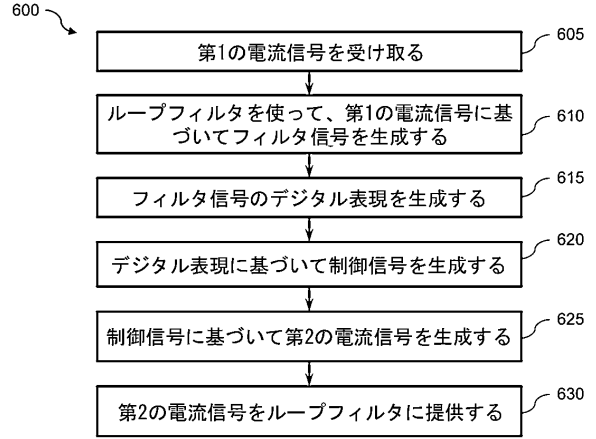 600
第1の電流信号を受け取る
605
ループフィルタを使って、第1の電流信号に基
づいてフィルタ信号を生成する
610
フィルタ信号のデジタル表現を生成する
615
デジタル表現に基づいて制御信号を生成する
620
制御信号に基づいて第2の電流信号を生成する
625
第2の電流信号をループフィルタに提供する
630